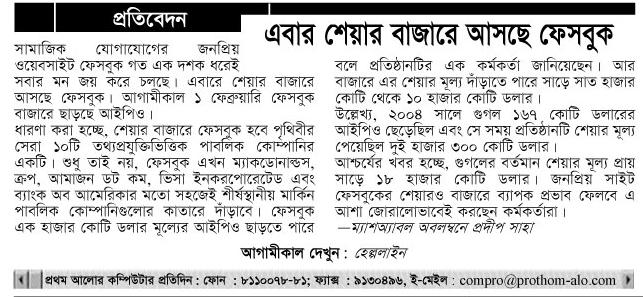 প্রতিবেদন
এবার শেয়ার বাজারে আসছে ফেসবুক
সামাজিক যোগাযোগের জনপ্রিয়
ওয়েবসাইট ফেসবুক গত এক দশক ধরেই
সবার মন জয় করে চলছে। এবারে শেয়ার বাজারে
আসছে ফেসবুক। আগামীকাল ১ ফেব্রুয়ারি ফেসবুক
বাজারে ছাড়ছে আইপিও।
ধারণা করা হচ্ছে, শেয়ার বাজারে ফেসবুক হবে পৃথিবীর
সেরা ১০টি তথ্যপ্রযুক্তিভিত্তিক পাবলিক কোম্পানির
একটি। শুধু তাই নয়, ফেসবুক এখন ম্যাকডোনাল্ডস,
ক্রপ, আমাজন ডট কম, ভিসা ইনকরপোরেটেড এবং
ব্যাংক অব আমেরিকার মতো সহজেই শীর্ষস্থানীয় মার্কিন
পাবলিক কোম্পানিগুলোর কাতারে দাঁড়াবে। ফেসবুক
এক হাজার কোটি ডলার মূল্যের আইপিও ছাড়তে পারে
বলে প্রতিষ্ঠানটির এক কর্মকর্তা জানিয়েছেন। আর
বাজারে এর শেয়ার মূল্য দাঁড়াতে পারে সাড়ে সাত হাজার
কোটি থেকে ১০ হাজার কোটি ডলার।
উল্লেখ্য, ২০০৪ সালে গুগল ১৬৭ কোটি ডলারের
আইপিও ছেড়েছিল এবং সে সময় প্রতিষ্ঠানটি শেয়ার মূল্য
পেয়েছিল দুই হাজার ৩০০ কোটি ডলার।
আশ্চর্যের খবর হচ্ছে, গুগলের বর্তমান শেয়ার মূল্য প্রায়
সাড়ে ১৮ হাজার কোটি ডলার। জনপ্রিয় সাইট
ফেসবুকের শেয়ারও বাজারে ব্যাপক প্রভাব ফেলবে এ
আশা জোরালোভাবেই করছেন কর্মকর্তারা।
—ম্যাশঅ্যাবল অবলম্বনে প্রদীপ সাহা
আগামীকাল দেখুন : হেল্পলাইন
প্রথম আলোর কম্পিউটার প্রতিদিন : ফোন : ৮১১০০৭৮-৮১; ফ্যাক্স : ৯১৩০৪৯৬, ই-মেইল : compro@prothom-alo.com